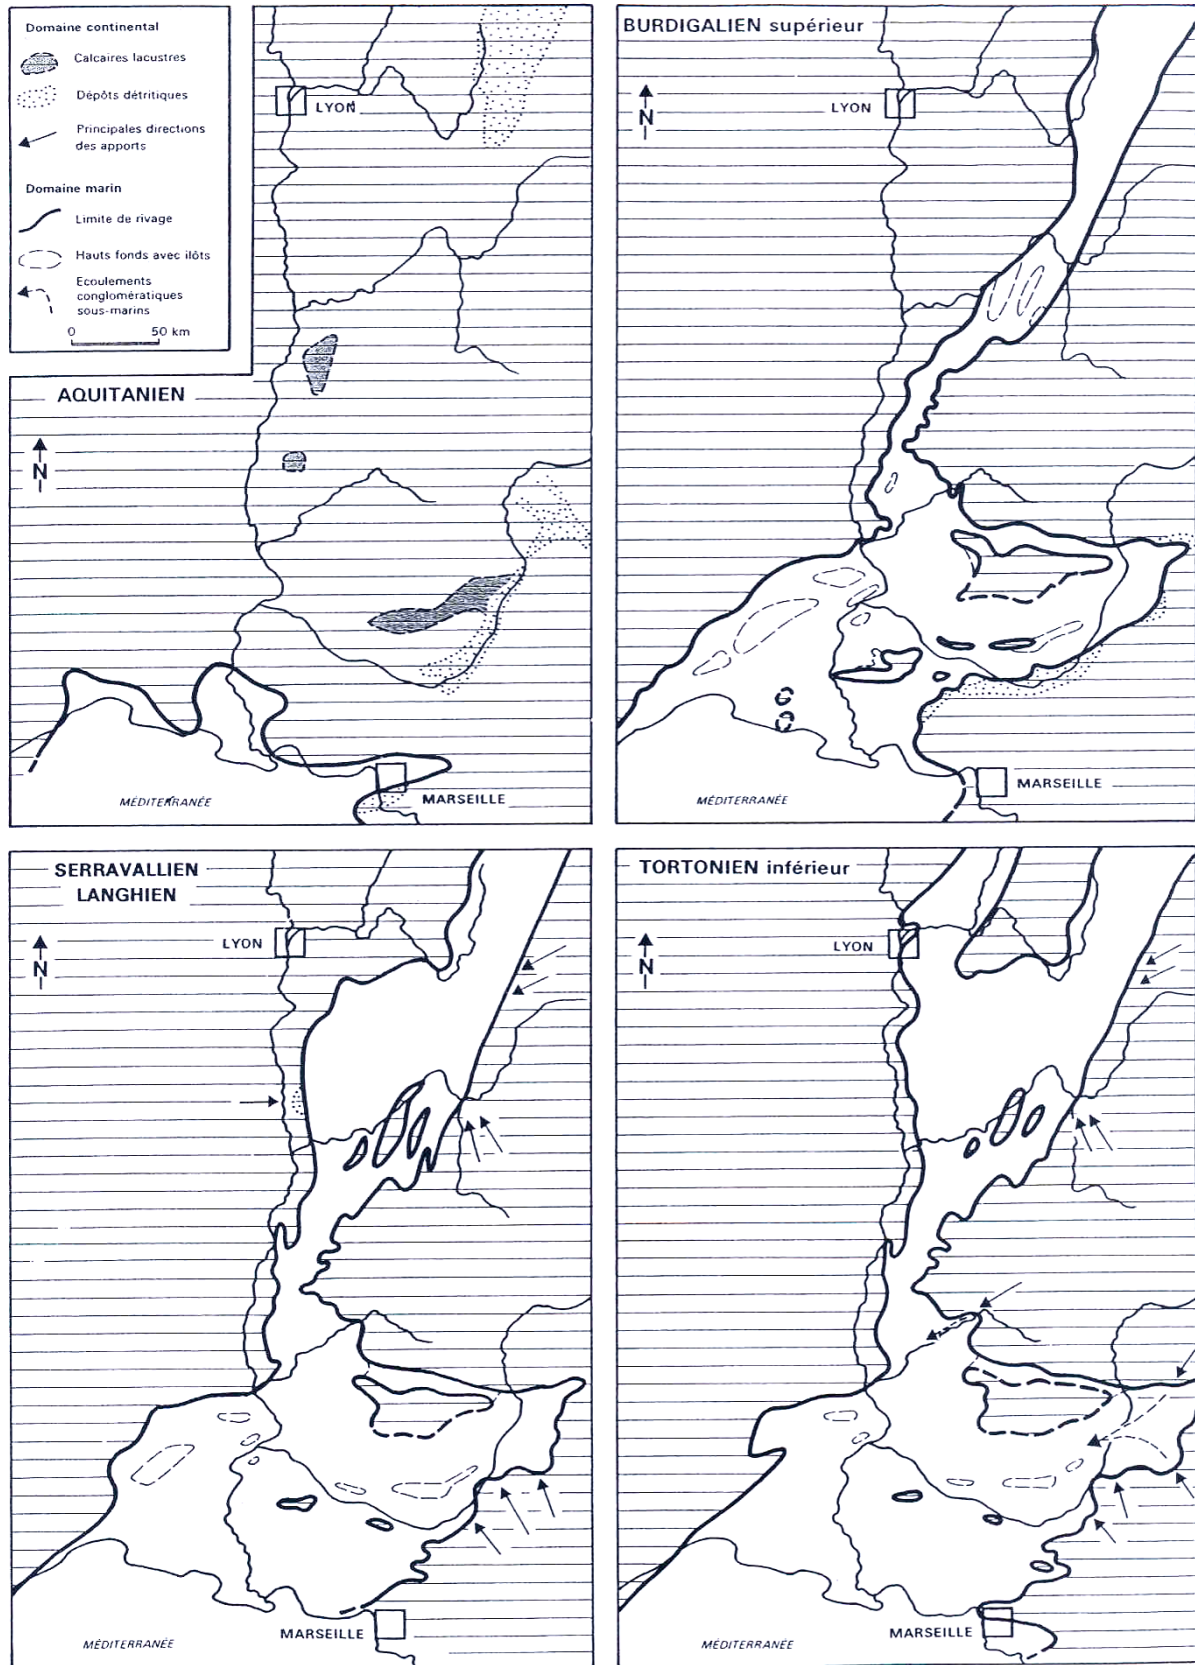 Domaine continental
Calcaires lacustres
Dépôts détritiques
Principales directions
des apports
Domaine marin
Limite de rivage
Hauts fonds avec ilôts
Ecoulements
conglomératiques
sous-marins
0 50 km
LYON
AQUITANIEN
N
MÉDITERRANÉE
MARSEILLE
BURDIGALIEN supérieur
N
LYON
MÉDITERRANÉE
MARSEILLE
SERRAVALLIEN
LANGHIEN
LYON
N
MARSEILLE
MÉDITERRANÉE
TORTONIEN inférieur
LYON
N
MARSEILLE
MÉDITERRANÉE